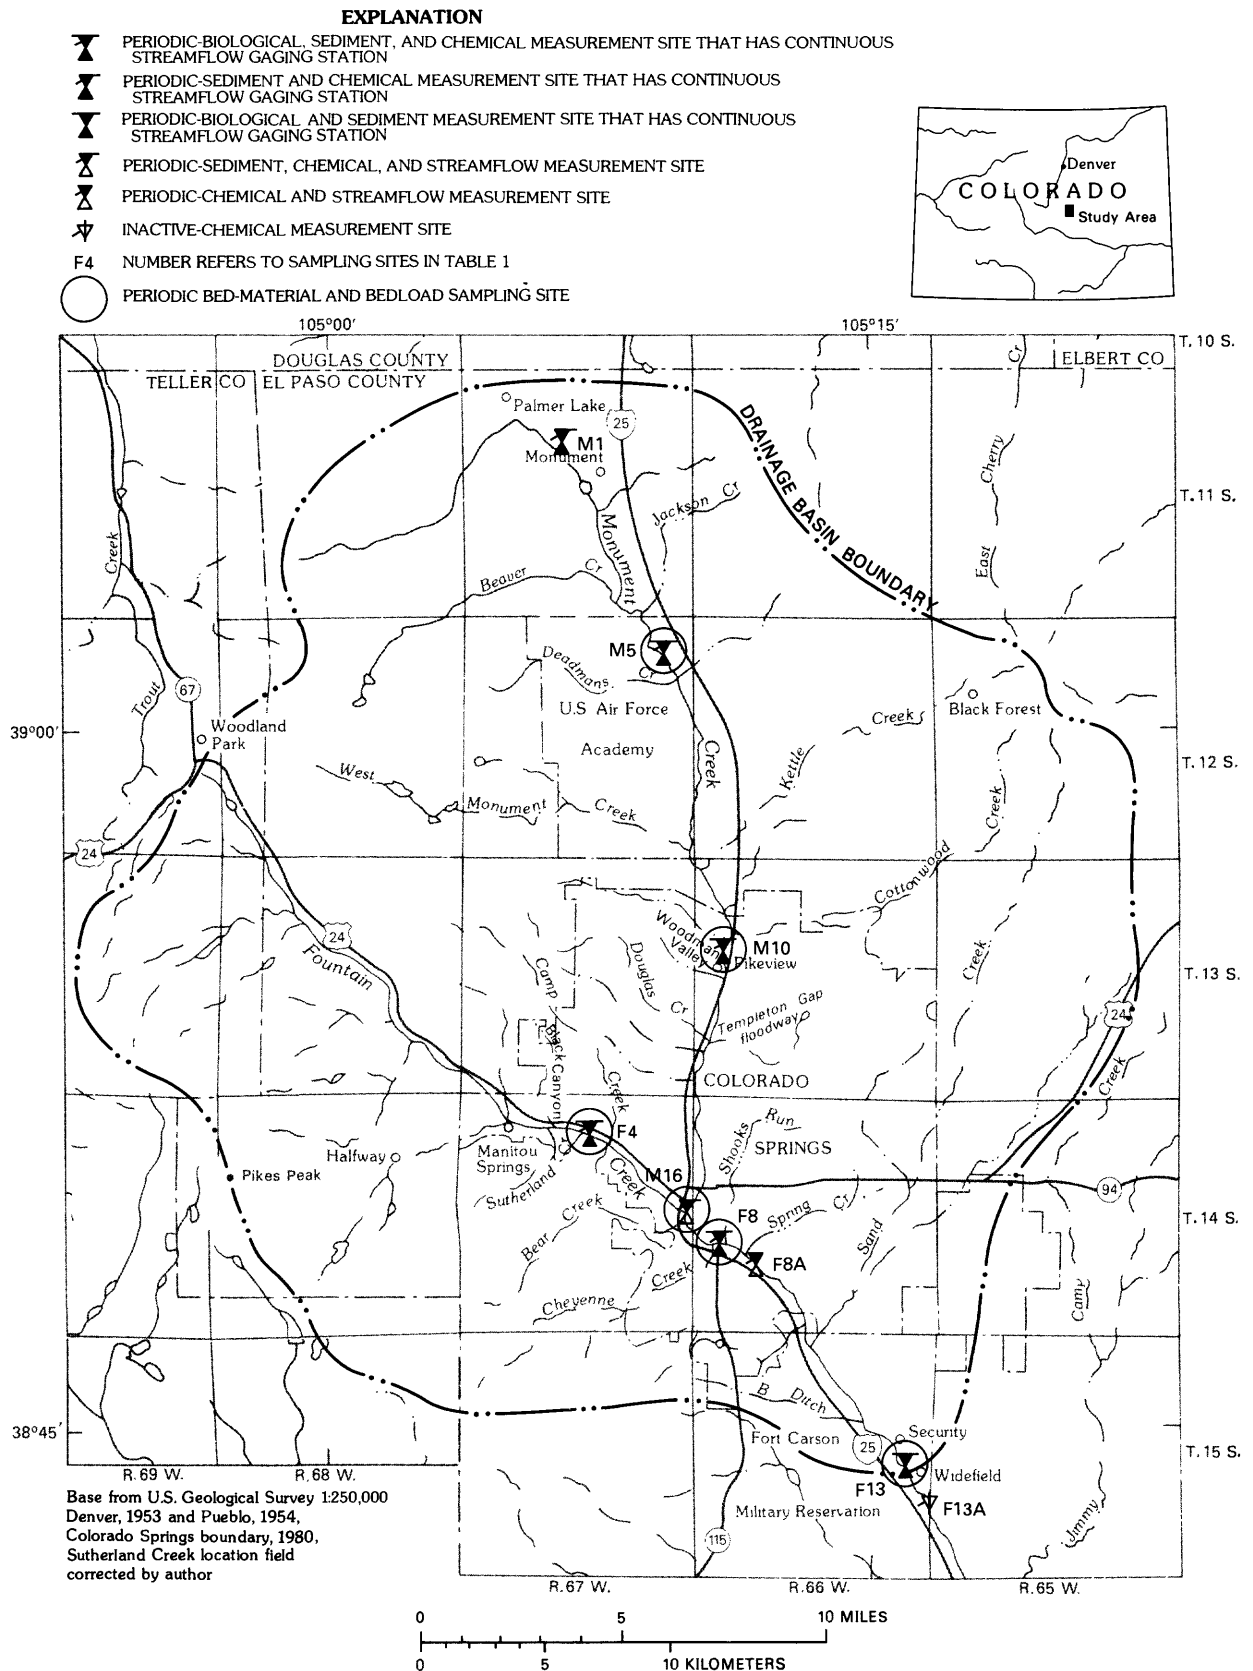 EXPLANATION
PERIODIC-BIOLOGICAL, SEDIMENT, AND CHEMICAL MEASUREMENT SITE THAT HAS CONTINUOUS
STREAMFLOW GAGING STATION
PERIODIC-SEDIMENT AND CHEMICAL MEASUREMENT SITE THAT HAS CONTINUOUS
STREAMFLOW GAGING STATION
PERIODIC-BIOLOGICAL AND SEDIMENT MEASUREMENT SITE THAT HAS CONTINUOUS
STREAMFLOW GAGING STATION
PERIODIC-SEDIMENT, CHEMICAL, AND STREAMFLOW MEASUREMENT SITE
PERIODIC-CHEMICAL AND STREAMFLOW MEASUREMENT SITE
INACTIVE-CHEMICAL MEASUREMENT SITE
F4 NUMBER REFERS TO SAMPLING SITES IN TABLE 1
PERIODIC BED-MATERIAL AND BEDLOAD SAMPLING SITE
Denver
COLORADO
Study Area
105°00' 105°15'
T. 10 S.
DOUGLAS COUNTY
ELBERT CO
TELLER CO EL PASO COUNTY
Palmer Lake
25
M1
Monument
DRAINAGE BASIN BOUNDARY
East Cherry Cr
T. 11 S.
Jackson Cr
Monument
Creek
Beaver Cr
M5
Deadmans Cr
Trout
67
U.S Air Force
Academy
Black Forest
39°00'
Woodland
Park
Creek
Kettle Creek
T. 12 S.
West Monument Creek
Creek
24
Cottonwood
Woodman
Valley
M10
Pikeview
24
Fountain
Camp
Douglas
Cr
Creek
T. 13 S.
Templeton Gap
floodway
24
Black Canyon
Creek
COLORADO
Creek
Shooks Run
SPRINGS
F4
Halfway
Manitou
Springs
Sutherland Cr
Creek
M16
Pikes Peak
94
T. 14 S.
Bear Creek
F8
Spring Cr
Sand
F8A
Creek
Cheyenne
Camp
B Ditch
38°45'
Fort Carson
25
Security
T. 15 S.
Widefield
F13
F13A
Military Reservation
Jimmy
115
R. 69 W. R. 68 W.
Base from U.S. Geological Survey 1:250,000
Denver, 1953 and Pueblo, 1954,
Colorado Springs boundary, 1980,
Sutherland Creek location field
corrected by author
R. 67 W. R. 66 W. R. 65 W.
0 5 10 MILES
0 5 10 KILOMETERS